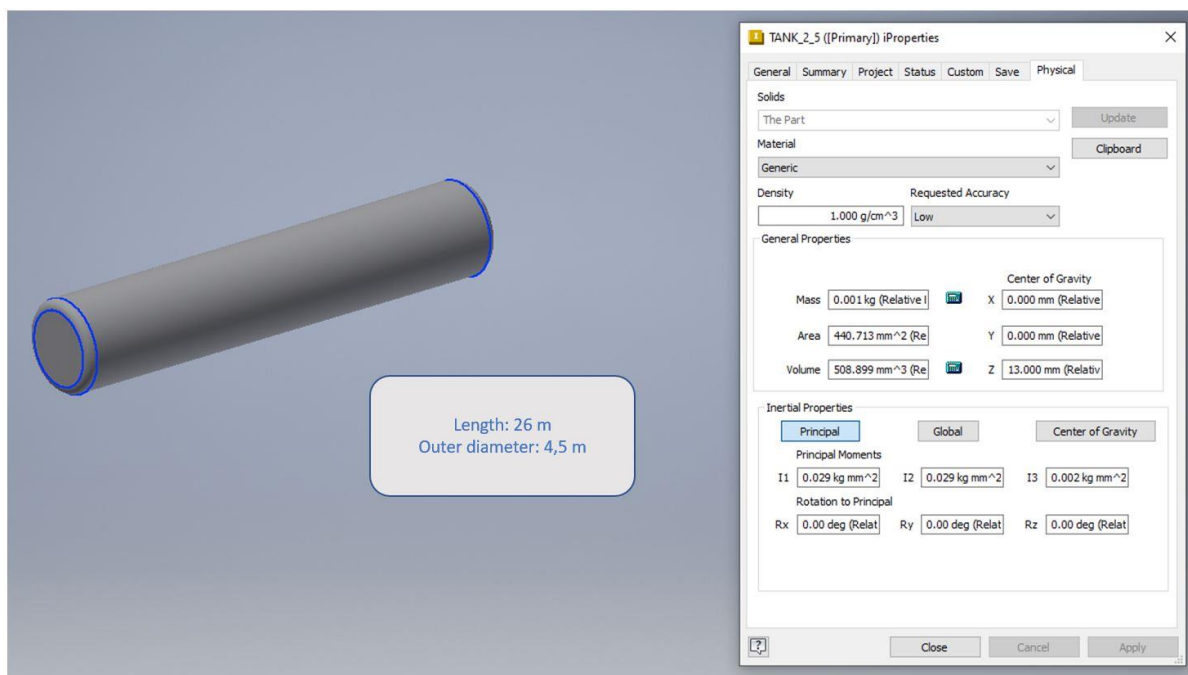 TANK_2_5 ([Primary]) iProperties
General Summary Project Status Custom Save Physical
Solids
The Part
Update
Material
Clipboard
Generic
Density Requested Accuracy
1.000 g/cm^3 Low
General Properties
Center of Gravity
Mass 0.001 kg (Relative X 0.000 mm (Relative
Area 440.713 mm^2 (Re Y 0.000 mm (Relative
Volume 508.899 mm^3 (Re Z 13.000 mm (Relativ
Length: 26 m
Outer diameter: 4,5 m
Inertial Properties
Principal Global Center of Gravity
Principal Moments
I1 0.029 kg mm^2 I2 0.029 kg mm^2 I3 0.002 kg mm^2
Rotation to Principal
Rx 0.00 deg (Relat Ry 0.00 deg (Relat Rz 0.00 deg (Relat
? Close Cancel Apply